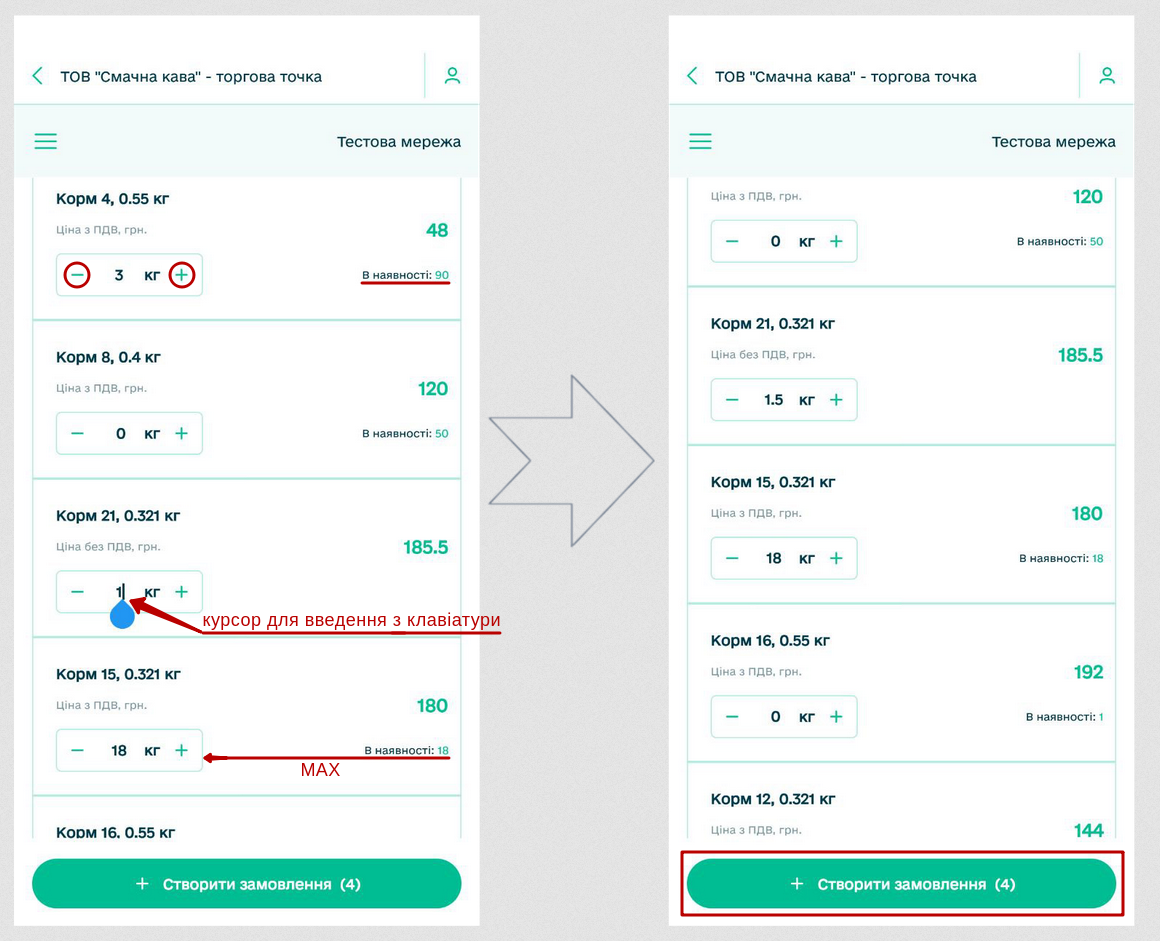 ТОВ "Смачна кава" - торгова точка
Тестова мережа
Корм 4, 0.55 кг
Ціна з ПДВ, грн.
48
3 кг
В наявності: 90
Корм 8, 0.4 кг
Ціна з ПДВ, грн.
120
0 кг
В наявності: 50
Корм 21, 0.321 кг
Ціна без ПДВ, грн.
185.5
1 кг
курсор для введення з клавіатури
Корм 15, 0.321 кг
Ціна з ПДВ, грн.
180
18 кг
В наявності: 18
MAX
Корм 16, 0.55 кг
+ Створити замовлення (4)
ТОВ "Смачна кава" - торгова точка
Тестова мережа
Ціна з ПДВ, грн.
120
0 кг
В наявності: 50
Корм 21, 0.321 кг
Ціна без ПДВ, грн.
185.5
1.5 кг
Корм 15, 0.321 кг
Ціна з ПДВ, грн.
180
18 кг
В наявності: 18
Корм 16, 0.55 кг
Ціна з ПДВ, грн.
192
0 кг
В наявності: 1
Корм 12, 0.321 кг
Ціна з ПДВ, грн.
144
+ Створити замовлення (4)